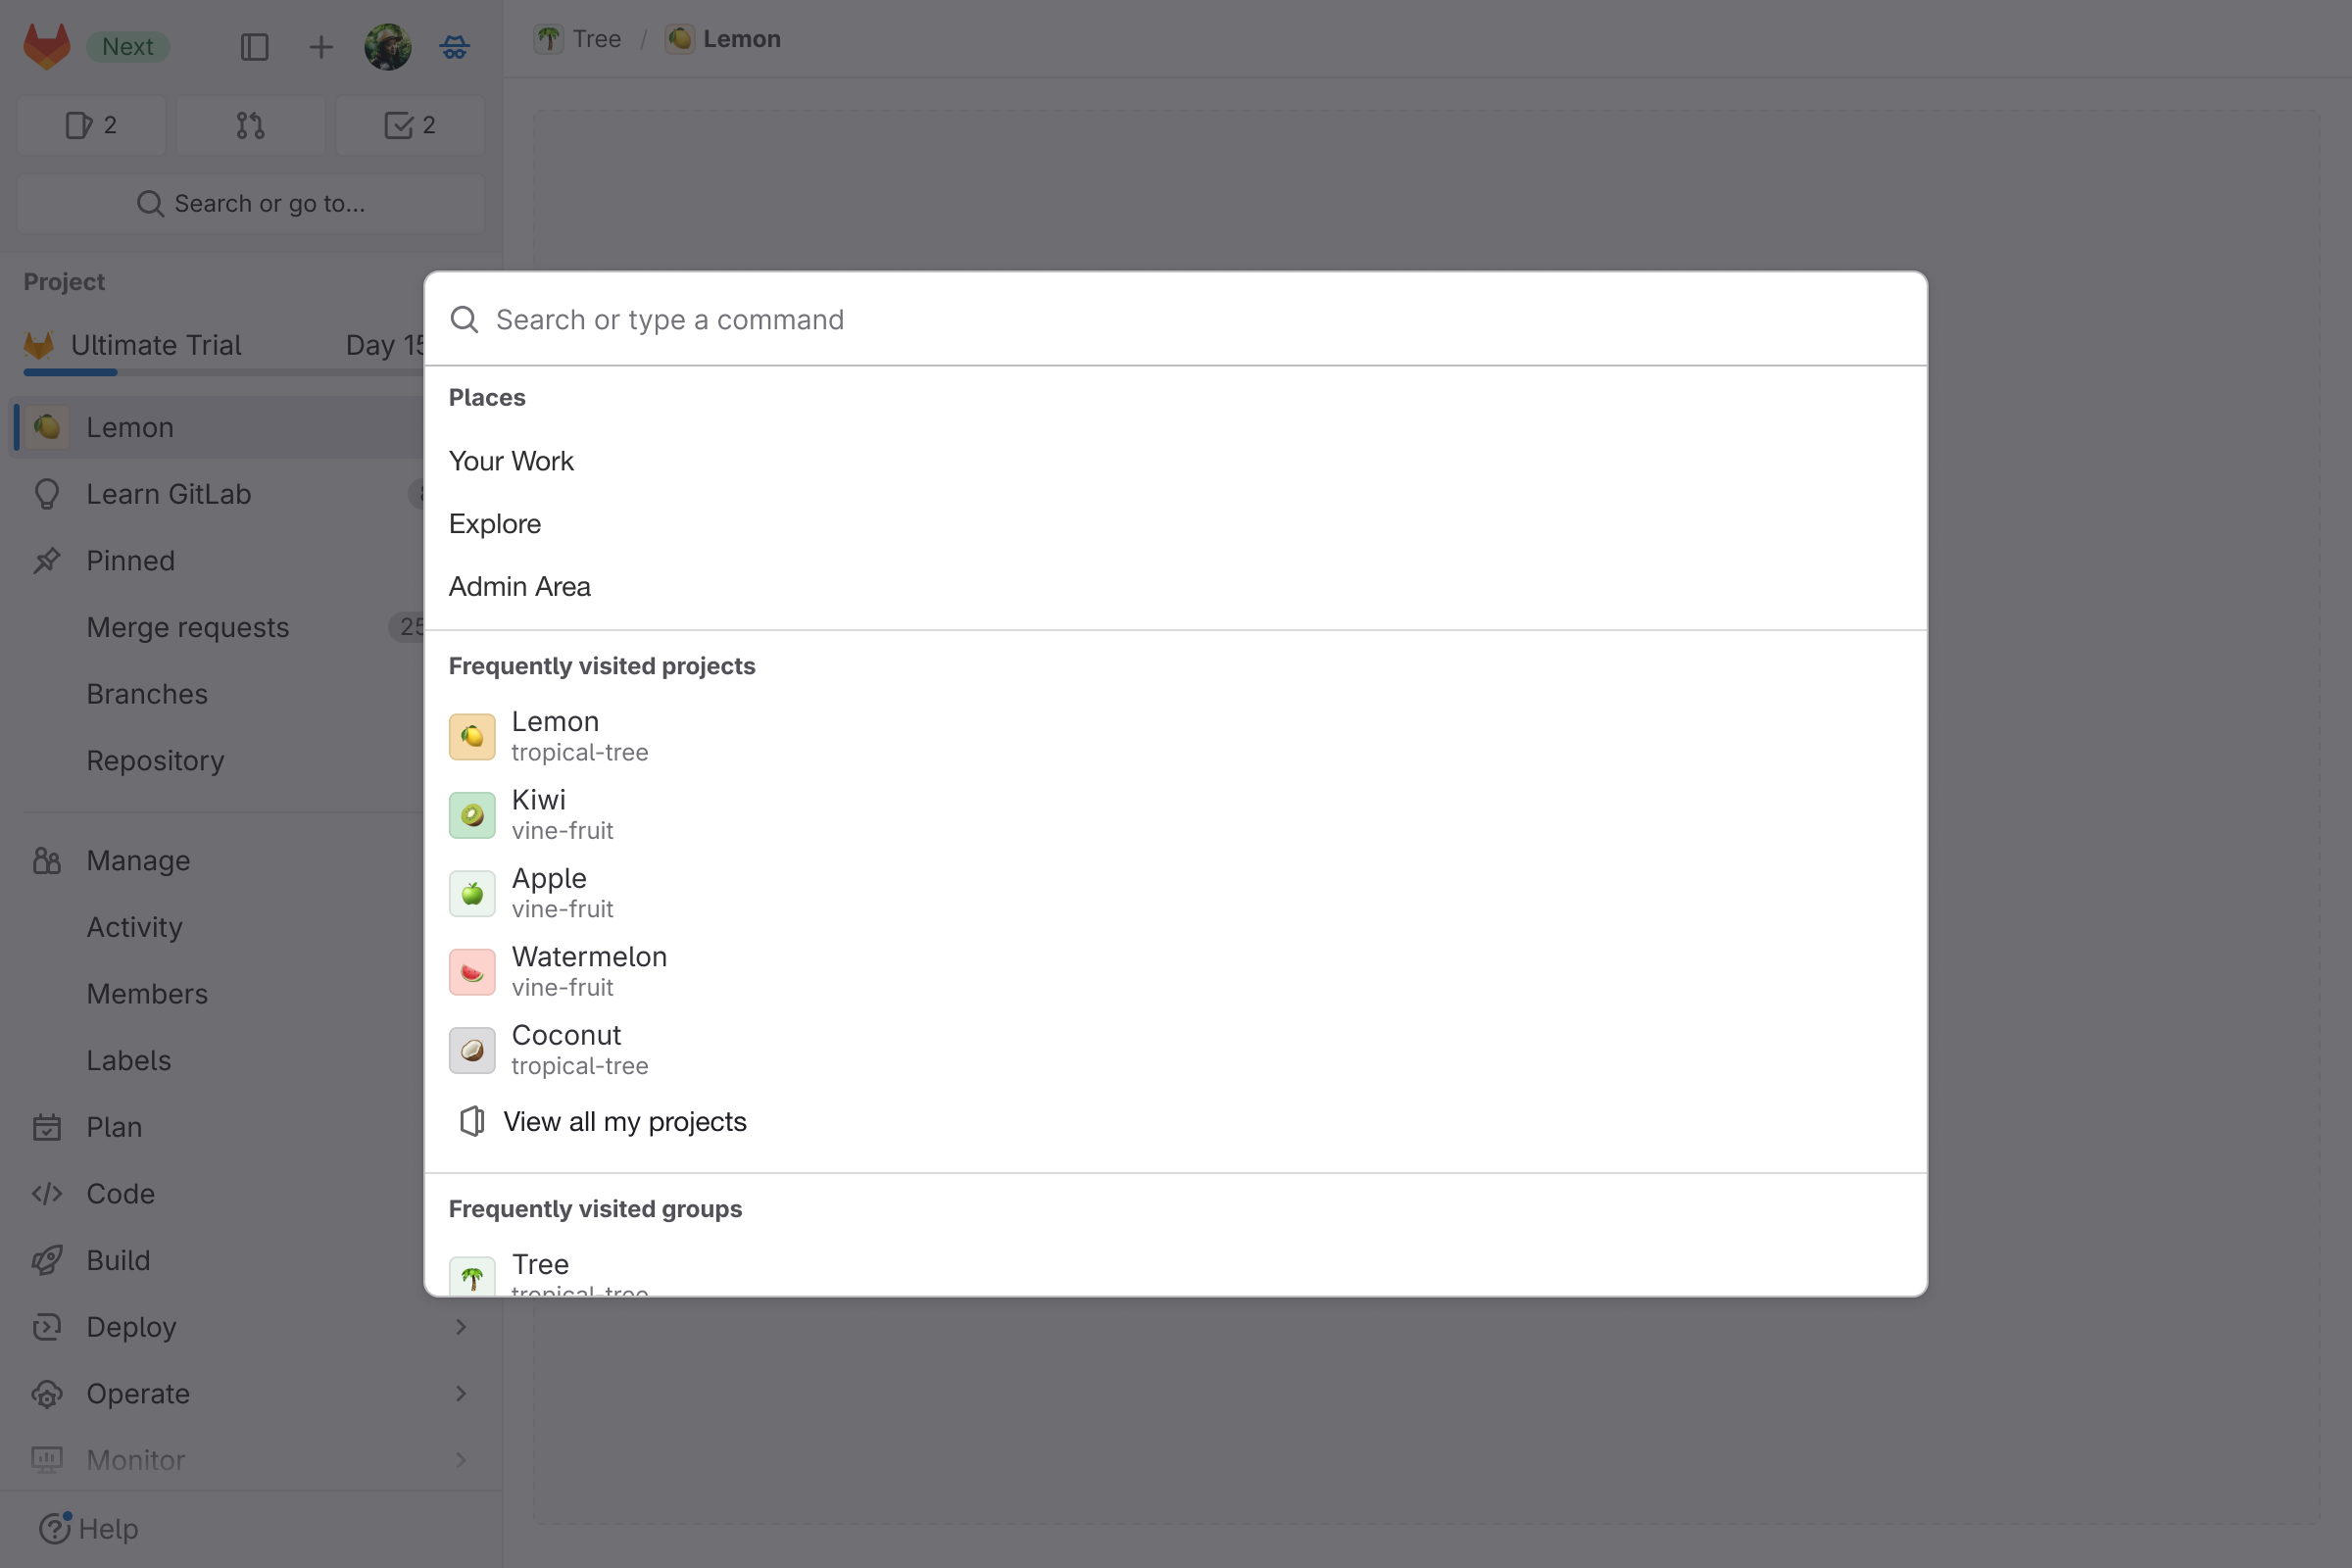 Next
Tree / Lemon
2
2
Search or go to...
Project
Ultimate Trial
Day 15
Lemon
Learn GitLab
Pinned
Merge requests
25
Branches
Repository
Manage
Activity
Members
Labels
Plan
Code
Build
Deploy
Operate
Monitor
Help
Search or type a command
Places
Your Work
Explore
Admin Area
Frequently visited projects
Lemon
tropical-tree
Kiwi
vine-fruit
Apple
vine-fruit
Watermelon
vine-fruit
Coconut
tropical-tree
View all my projects
Frequently visited groups
Tree
tropical-tree